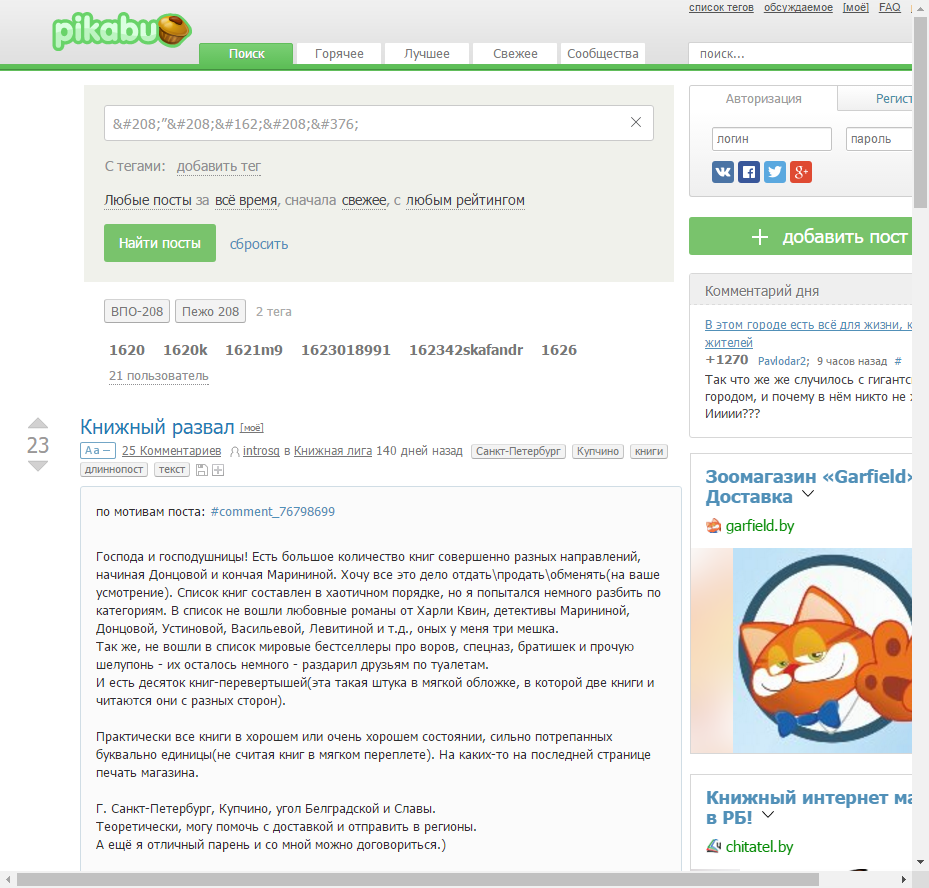 список тегов обсуждаемое [моё] FAQ
pikabu
Поиск Горячее Лучшее Свежее Сообщества поиск...
&#208;”&#208;&#162;&#208;&#376;
С тегами: добавить тег
Любые посты за всё время, сначала свежее, с любым рейтингом
Найти посты сбросить
ВПО-208 Пежо 208 2 тега
1620 1620k 1621m9 1623018991 162342skafandr 1626
21 пользователь
23
Книжный развал [моё]
Aa – 25 Комментариев introsq в Книжная лига 140 дней назад Санкт-Петербург Купчино книги
длиннопост текст
по мотивам поста: #comment_76798699
Господа и господушницы! Есть большое количество книг совершенно разных направлений,
начиная Донцовой и кончая Марининой. Хочу все это дело отдать\продать\обменять(на ваше
усмотрение). Список книг составлен в хаотичном порядке, но я попытался немного разбить по
категориям. В список не вошли любовные романы от Харли Квин, детективы Марининой,
Донцовой, Устиновой, Васильевой, Левитиной и т.д., оных у меня три мешка.
Так же, не вошли в список мировые бестселлеры про воров, спецназ, братишек и прочую
шелупонь - их осталось немного - раздарил друзьям по туалетам.
И есть десяток книг-перевертышей(эта такая штука в мягкой обложке, в которой две книги и
читаются они с разных сторон).
Практически все книги в хорошем или очень хорошем состоянии, сильно потрепанных
буквально единицы(не считая книг в мягком переплете). На каких-то на последней странице
печать магазина.
Г. Санкт-Петербург, Купчино, угол Белградской и Славы.
Теоретически, могу помочь с доставкой и отправить в регионы.
А ещё я отличный парень и со мной можно договориться.)
Авторизация Регист
логин пароль
g+
+ добавить пост
Комментарий дня
В этом городе есть всё для жизни, к
жителей
+1270 Pavlodar2; 9 часов назад #
Так что же же случилось с гигантс
городом, и почему в нём никто не ж
Иииии???
Зоомагазин «Garfield»
Доставка
garfield.by
Книжный интернет ма
в РБ!
chitatel.by